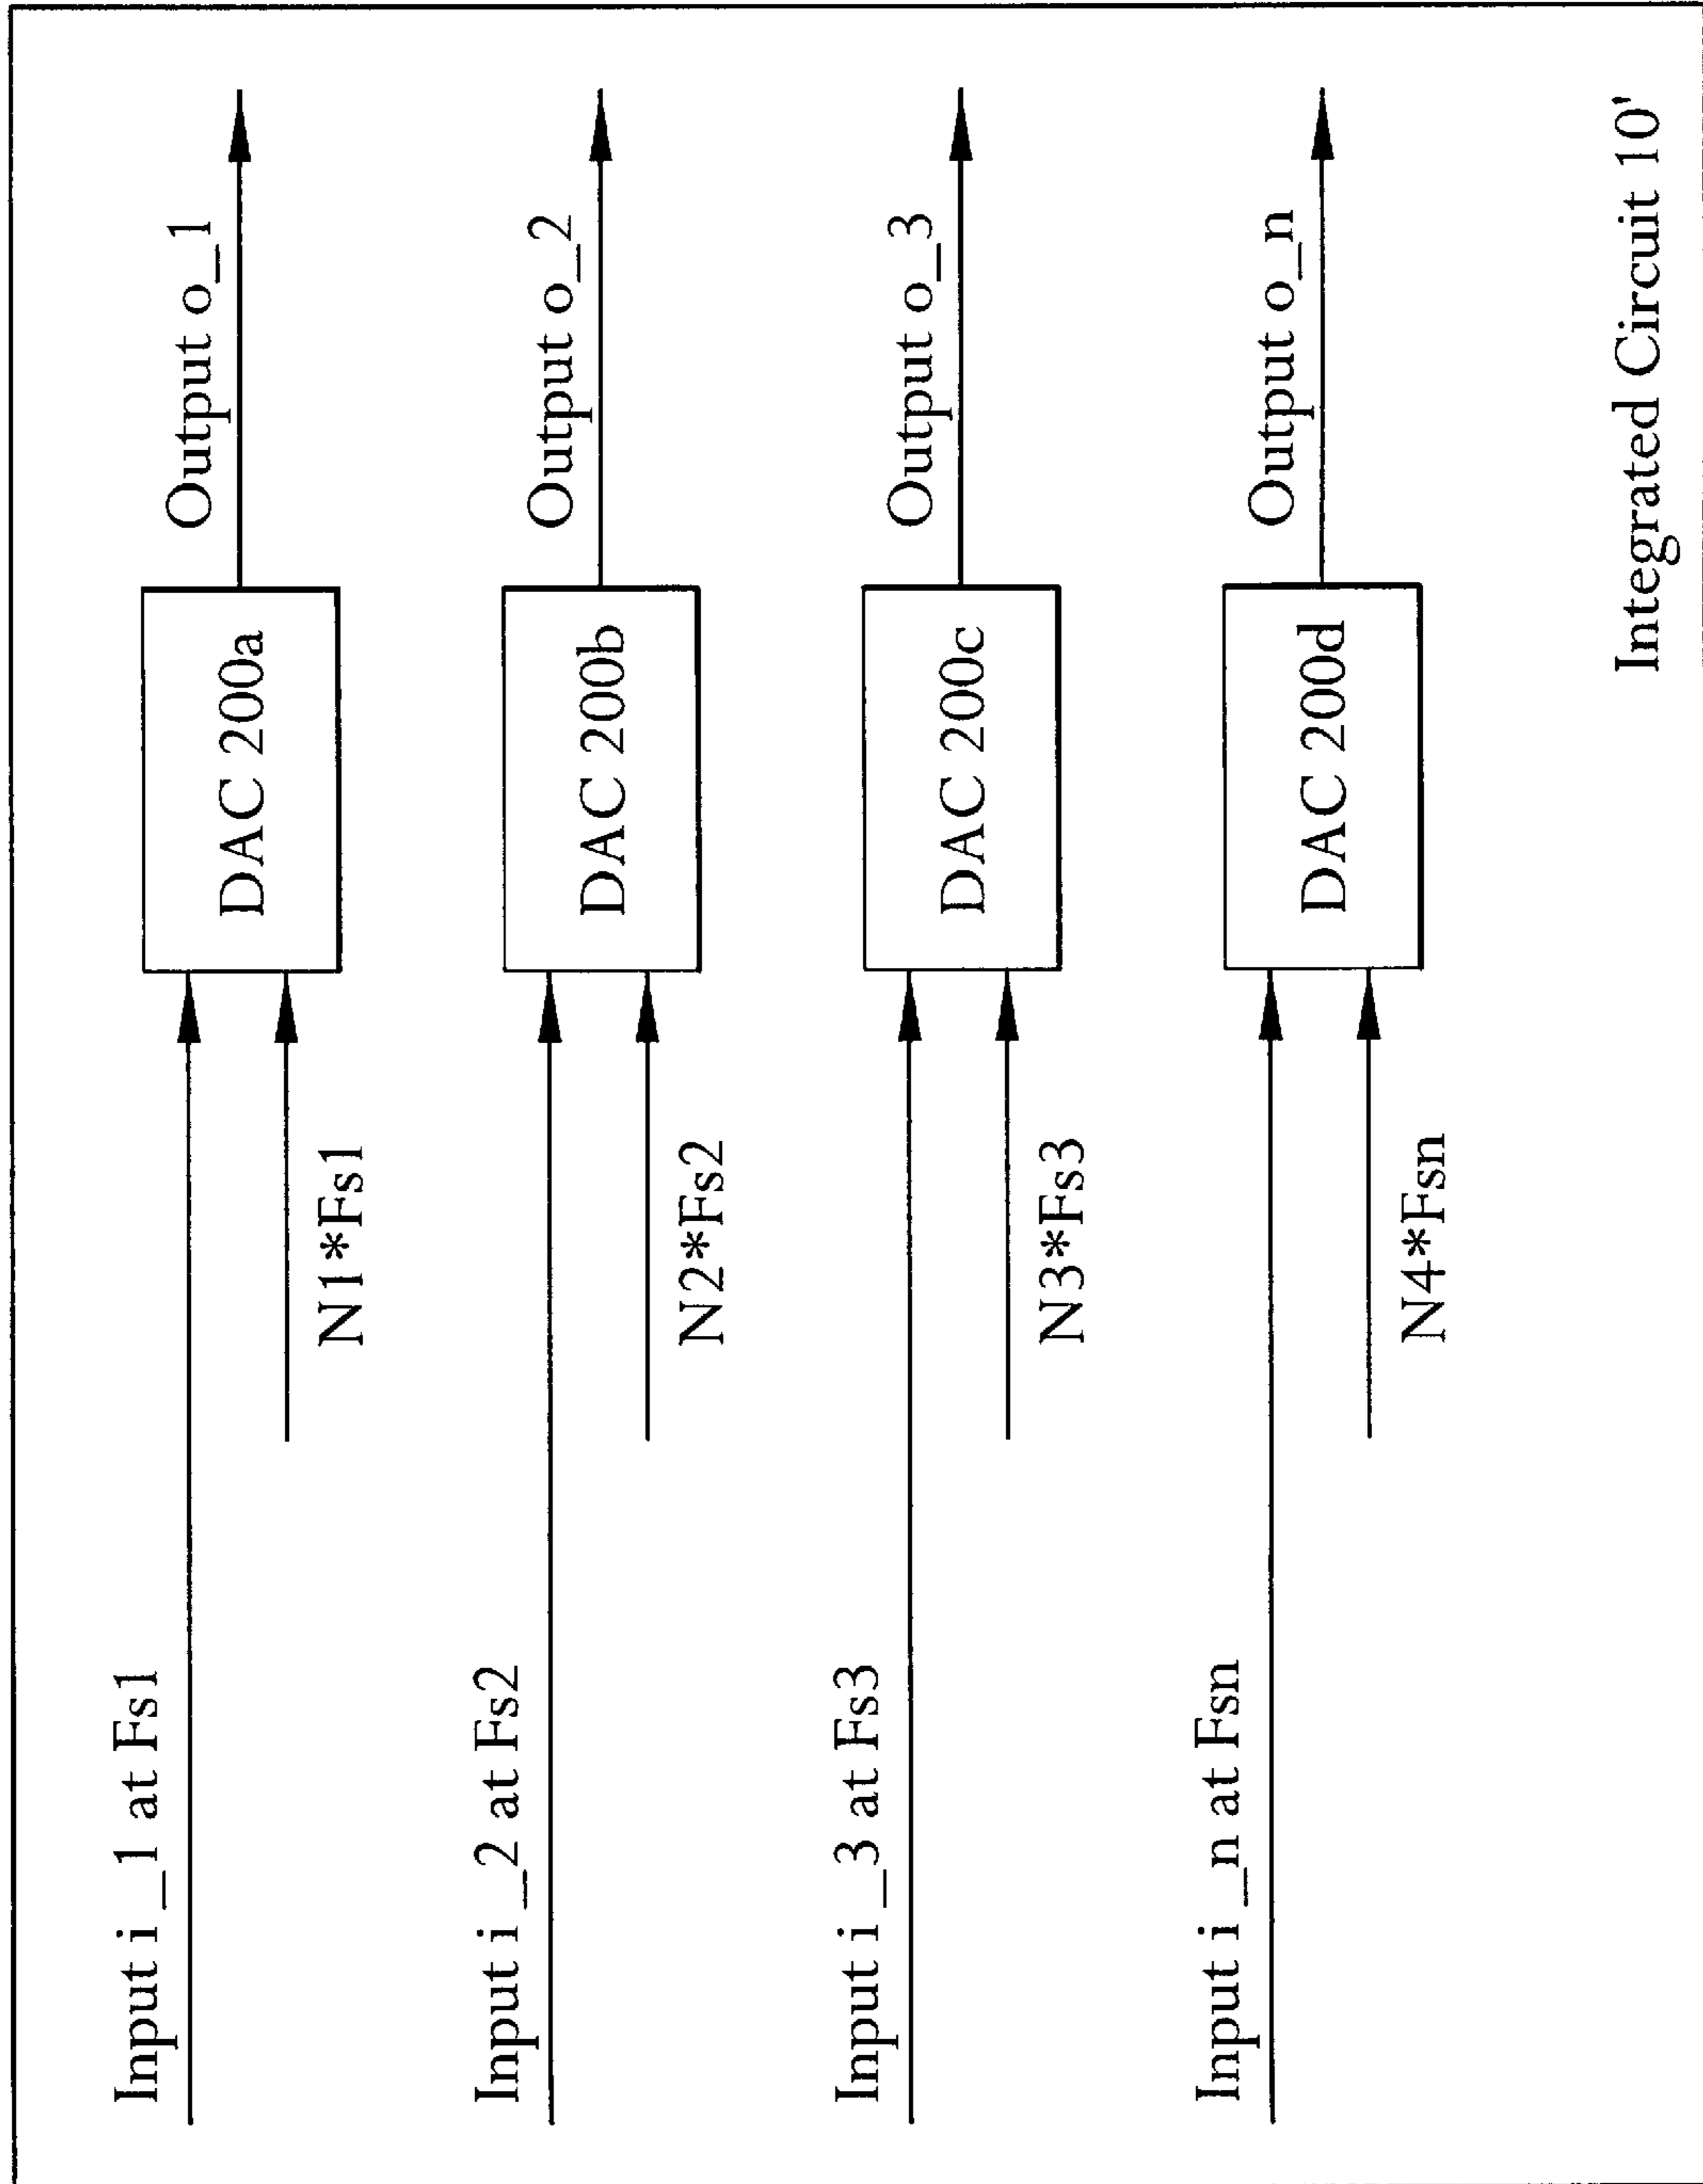 Input i_1 at Fs1
N1*Fs1
DAC 200a
Output o_1
Input i_2 at Fs2
N2*Fs2
DAC 200b
Output o_2
Input i_3 at Fs3
N3*Fs3
DAC 200c
Output o_3
Input i_n at Fsn
N4*Fsn
DAC 200d
Output o_n
Integrated Circuit 10'